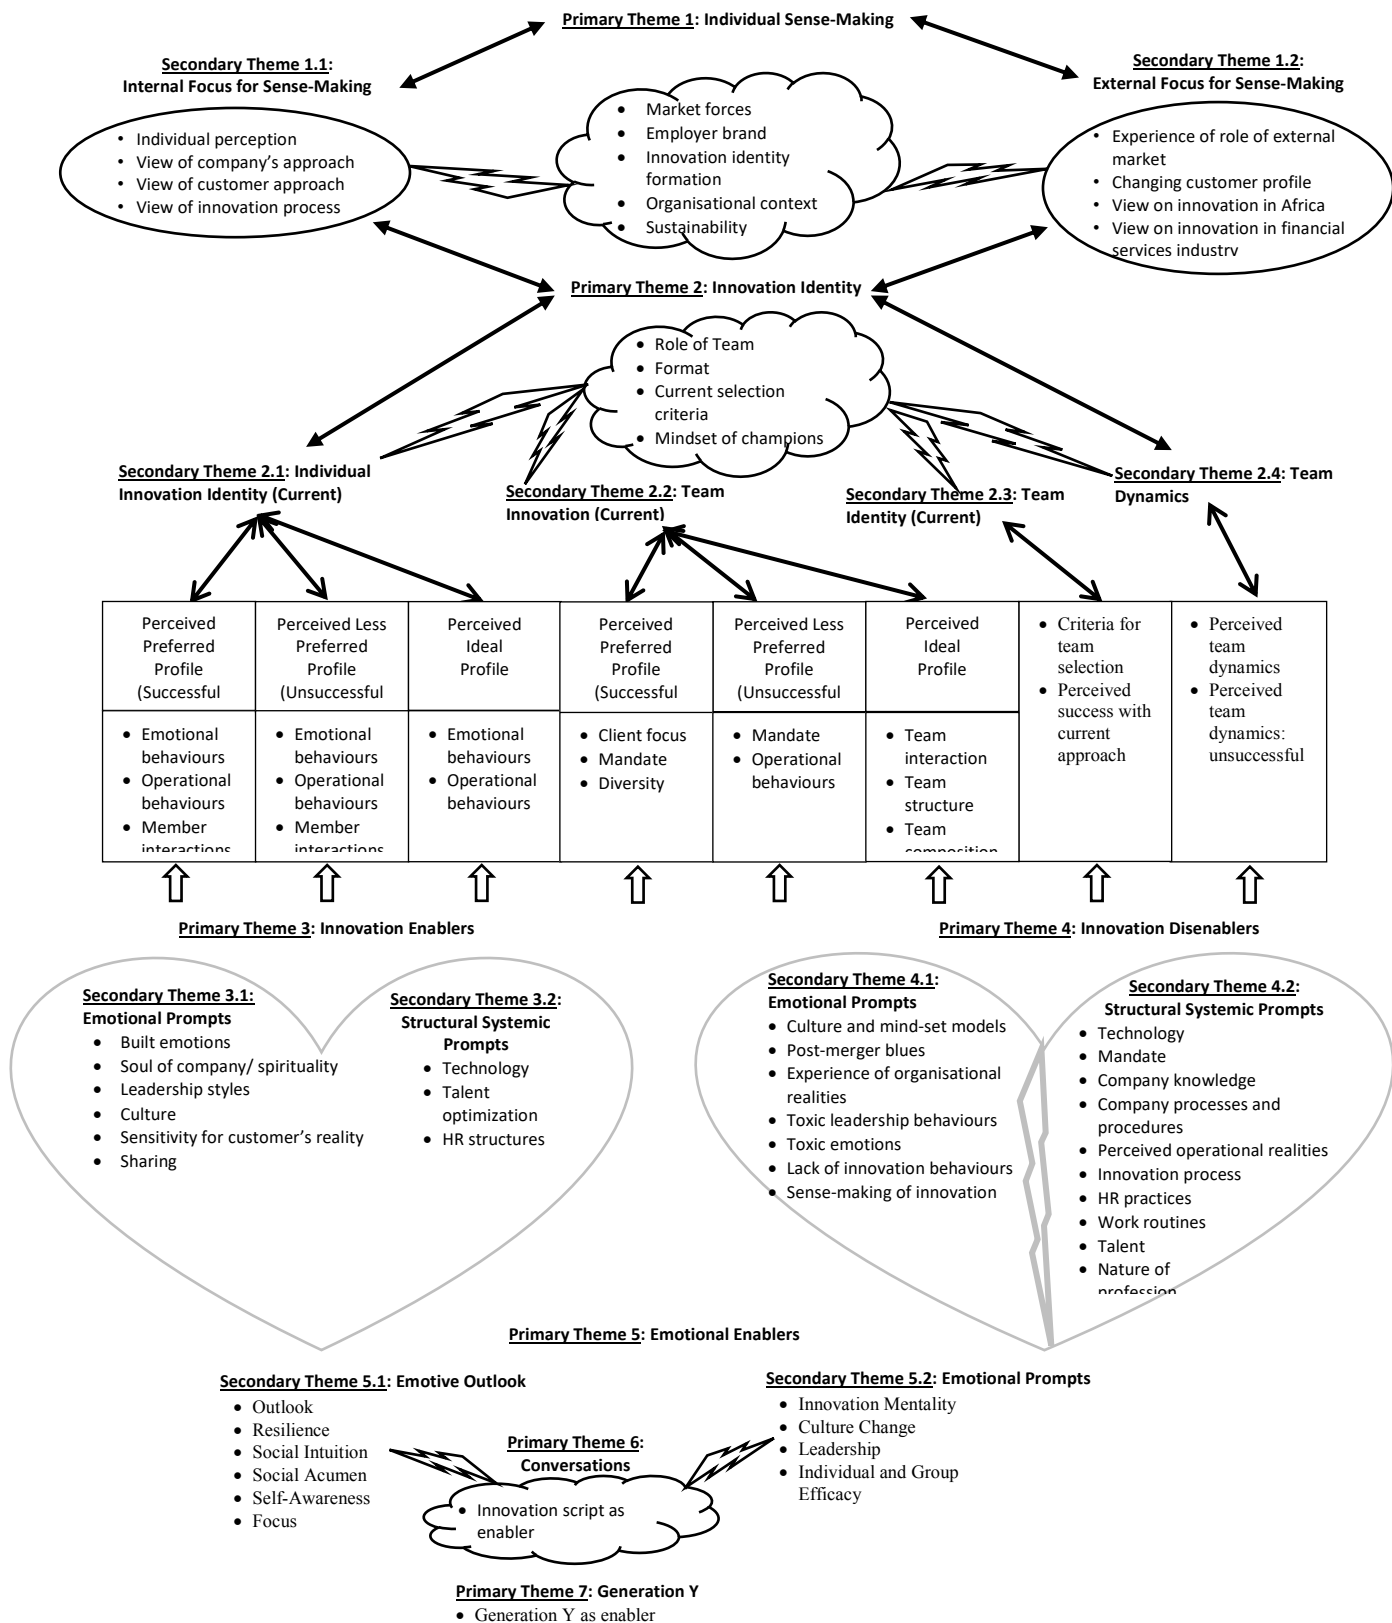 Primary Theme 1: Individual Sense-Making
Secondary Theme 1.1:
Internal Focus for Sense-Making
• Individual perception
• View of company's approach
• View of customer approach
• View of innovation process
• Market forces
• Employer brand
• Innovation identity
formation
• Organisational context
• Sustainability
Secondary Theme 1.2:
External Focus for Sense-Making
• Experience of role of external
market
• Changing customer profile
• View on innovation in Africa
• View on innovation in financial
services industry
Primary Theme 2: Innovation Identity
• Role of Team
• Format
• Current selection
criteria
• Mindset of champions
Secondary Theme 2.1: Individual
Innovation Identity (Current)
Secondary Theme 2.2: Team
Innovation (Current)
Secondary Theme 2.3: Team
Identity (Current)
Secondary Theme 2.4: Team
Dynamics
Perceived
Preferred
Profile
(Successful
• Emotional
behaviours
• Operational
behaviours
• Member
interactions
Perceived Less
Preferred
Profile
(Unsuccessful
• Emotional
behaviours
• Operational
behaviours
• Member
interactions
Perceived
Ideal
Profile
• Emotional
behaviours
• Operational
behaviours
Perceived
Preferred
Profile
(Successful
• Client focus
• Mandate
• Diversity
Perceived Less
Preferred
Profile
(Unsuccessful
• Mandate
• Operational
behaviours
Perceived
Ideal
Profile
• Team
interaction
• Team
structure
• Team
composition
• Criteria for
team
selection
• Perceived
success with
current
approach
• Perceived
team
dynamics
• Perceived
team
dynamics:
unsuccessful
Primary Theme 3: Innovation Enablers
Secondary Theme 3.1:
Emotional Prompts
• Built emotions
• Soul of company/ spirituality
• Leadership styles
• Culture
• Sensitivity for customer's reality
• Sharing
Secondary Theme 3.2:
Structural Systemic
Prompts
• Technology
• Talent
optimization
• HR structures
Primary Theme 4: Innovation Disenablers
Secondary Theme 4.1:
Emotional Prompts
• Culture and mind-set models
• Post-merger blues
• Experience of organisational
realities
• Toxic leadership behaviours
• Toxic emotions
• Lack of innovation behaviours
• Sense-making of innovation
Secondary Theme 4.2:
Structural Systemic Prompts
• Technology
• Mandate
• Company knowledge
• Company processes and
procedures
• Perceived operational realities
• Innovation process
• HR practices
• Work routines
• Talent
• Nature of
profession
Primary Theme 5: Emotional Enablers
Secondary Theme 5.1: Emotive Outlook
• Outlook
• Resilience
• Social Intuition
• Social Acumen
• Self-Awareness
• Focus
Secondary Theme 5.2: Emotional Prompts
• Innovation Mentality
• Culture Change
• Leadership
• Individual and Group
Efficacy
Primary Theme 6:
Conversations
• Innovation script as
enabler
Primary Theme 7: Generation Y
• Generation Y as enabler